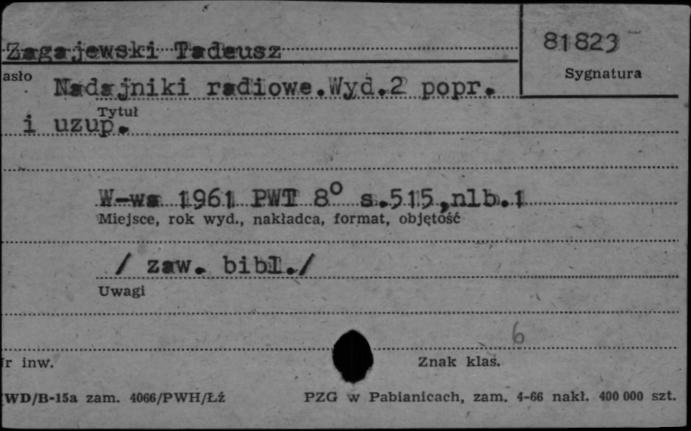 Zagajewski Tadeusz
81823
Sygnatura
asło
Nadajniki radiowe.Wyd.2 popr.
Tytuł
i uzup.
W-wa 1961 PWT 8° s.515,nlb.1
Miejsce, rok wyd., nakładca, format, objętość
/ zaw. bibl./
Uwagi
6
r inw.
Znak klas.
WD/B-15a zam. 4066/PWH/Łź
PZG w Pabianicach, zam. 4-66 nakł. 400 000 szt.